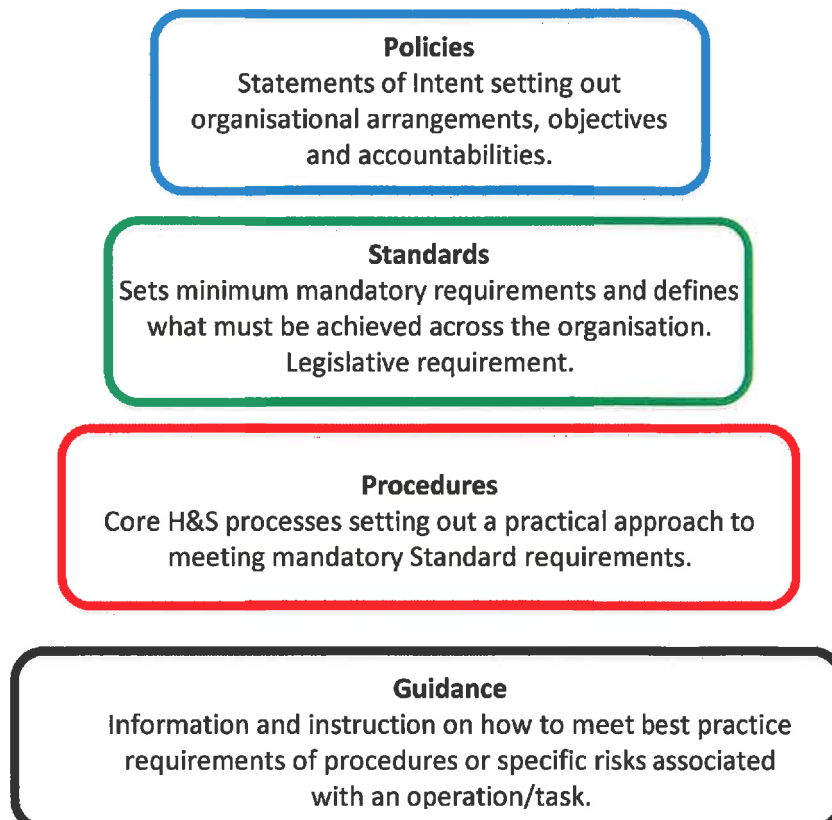 Policies
Statements of Intent setting out
organisational arrangements, objectives
and accountabilities.
Standards
Sets minimum mandatory requirements and defines
what must be achieved across the organisation.
Legislative requirement.
Procedures
Core H&S processes setting out a practical approach to
meeting mandatory Standard requirements.
Guidance
Information and instruction on how to meet best practice
requirements of procedures or specific risks associated
with an operation/task.